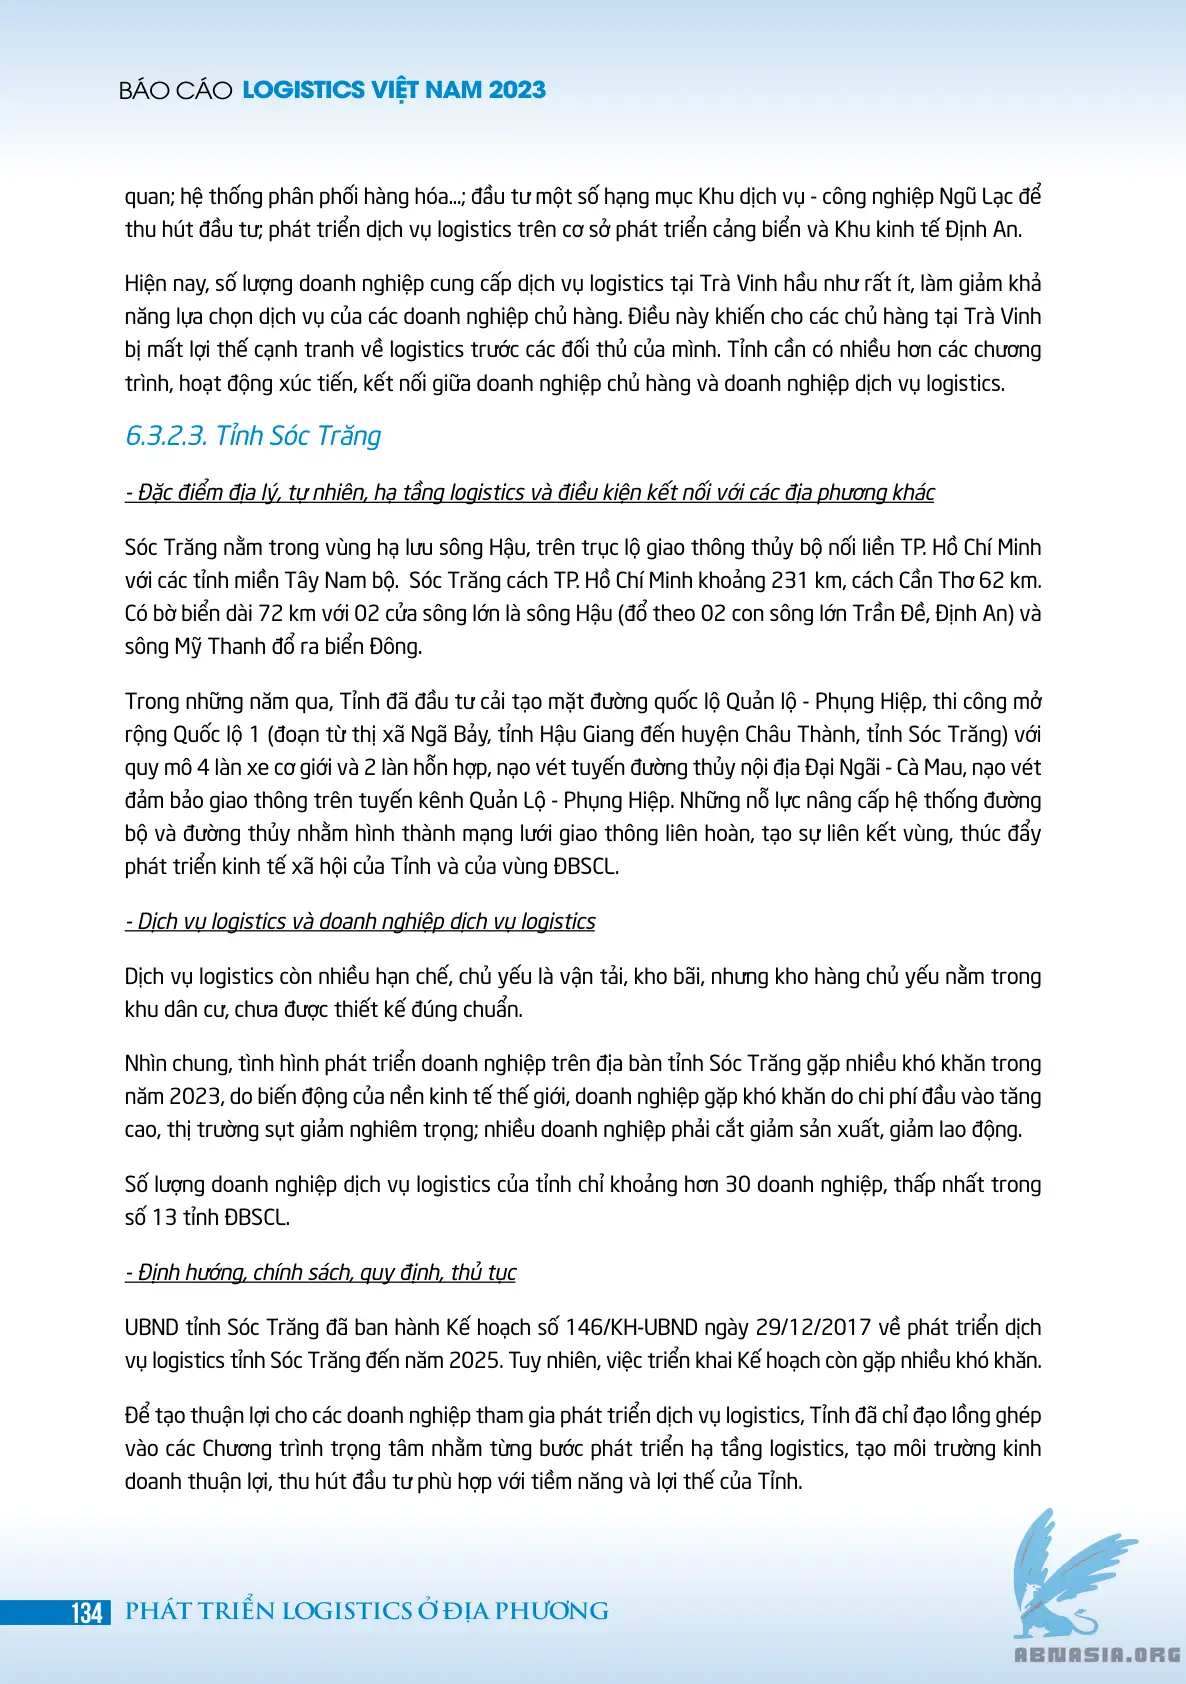 BÁO CÁO LOGISTICS VIỆT NAM 2023
quan; hệ thống phân phối hàng hóa...; đầu tư một số hạng mục Khu dịch vụ - công nghiệp Ngũ Lạc để
thu hút đầu tư; phát triển dịch vụ logistics trên cơ sở phát triển cảng biển và Khu kinh tế Định An.
Hiện nay, số lượng doanh nghiệp cung cấp dịch vụ logistics tại Trà Vinh hầu như rất ít, làm giảm khả
năng lựa chọn dịch vụ của các doanh nghiệp chủ hàng. Điều này khiến cho các chủ hàng tại Trà Vinh
bị mất lợi thế cạnh tranh về logistics trước các đối thủ của mình. Tỉnh cần có nhiều hơn các chương
trình, hoạt động xúc tiến, kết nối giữa doanh nghiệp chủ hàng và doanh nghiệp dịch vụ logistics.
6.3.2.3. Tỉnh Sóc Trăng
- Đặc điểm địa lý, tự nhiên, hạ tầng logistics và điều kiện kết nối với các địa phương khác
Sóc Trăng nằm trong vùng hạ lưu sông Hậu, trên trục lộ giao thông thủy bộ nối liền TP. Hồ Chí Minh
với các tỉnh miền Tây Nam bộ. Sóc Trăng cách TP. Hồ Chí Minh khoảng 231 km, cách Cần Thơ 62 km.
Có bờ biển dài 72 km với 02 cửa sông lớn là sông Hậu (đổ theo 02 con sông lớn Trần Đề, Định An) và
sông Mỹ Thanh đổ ra biển Đông.
Trong những năm qua, Tỉnh đã đầu tư cải tạo mặt đường quốc lộ Quản lộ - Phụng Hiệp, thi công mở
rộng Quốc lộ 1 (đoạn từ thị xã Ngã Bảy, tỉnh Hậu Giang đến huyện Châu Thành, tỉnh Sóc Trăng) với
quy mô 4 làn xe cơ giới và 2 làn hỗn hợp, nạo vét tuyến đường thủy nội địa Đại Ngãi - Cà Mau, nạo vét
đảm bảo giao thông trên tuyến kênh Quản Lộ - Phụng Hiệp. Những nỗ lực nâng cấp hệ thống đường
bộ và đường thủy nhằm hình thành mạng lưới giao thông liên hoàn, tạo sự liên kết vùng, thúc đẩy
phát triển kinh tế xã hội của Tỉnh và của vùng ĐBSCL.
- Dịch vụ logistics và doanh nghiệp dịch vụ logistics
Dịch vụ logistics còn nhiều hạn chế, chủ yếu là vận tải, kho bãi, nhưng kho hàng chủ yếu nằm trong
khu dân cư, chưa được thiết kế đúng chuẩn.
Nhìn chung, tình hình phát triển doanh nghiệp trên địa bàn tỉnh Sóc Trăng gặp nhiều khó khăn trong
năm 2023, do biến động của nền kinh tế thế giới, doanh nghiệp gặp khó khăn do chi phí đầu vào tăng
cao, thị trường sụt giảm nghiêm trọng; nhiều doanh nghiệp phải cắt giảm sản xuất, giảm lao động.
Số lượng doanh nghiệp dịch vụ logistics của tỉnh chỉ khoảng hơn 30 doanh nghiệp, thấp nhất trong
số 13 tỉnh ĐBSCL.
- Định hướng, chính sách, quy định, thủ tục
UBND tỉnh Sóc Trăng đã ban hành Kế hoạch số 146/KH-UBND ngày 29/12/2017 về phát triển dịch
vụ logistics tỉnh Sóc Trăng đến năm 2025. Tuy nhiên, việc triển khai Kế hoạch còn gặp nhiều khó khăn.
Để tạo thuận lợi cho các doanh nghiệp tham gia phát triển dịch vụ logistics, Tỉnh đã chỉ đạo lồng ghép
vào các Chương trình trọng tâm nhằm từng bước phát triển hạ tầng logistics, tạo môi trường kinh
doanh thuận lợi, thu hút đầu tư phù hợp với tiềm năng và lợi thế của Tỉnh.
134 PHÁT TRIỂN LOGISTICS Ở ĐỊA PHƯƠNG
ABNASIA.ORG